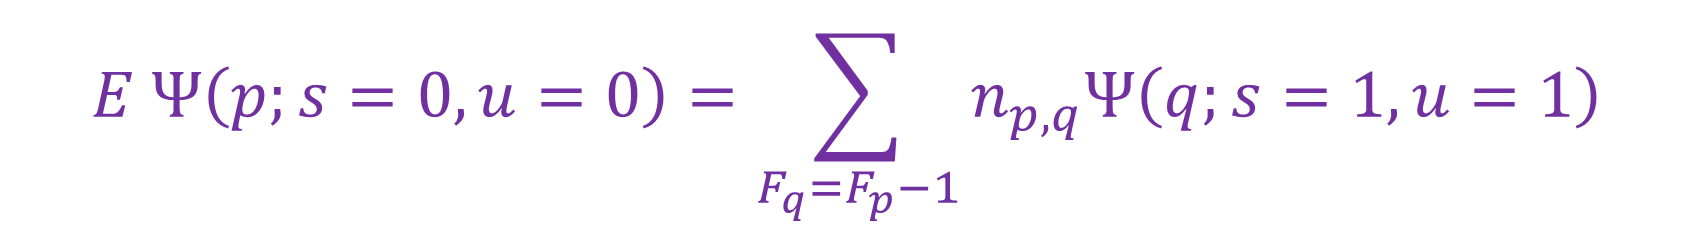 E Ψ(p; s = 0, u = 0) = ∑ n_{p,q} Ψ(q; s = 1, u = 1)
F_q=F_p−1